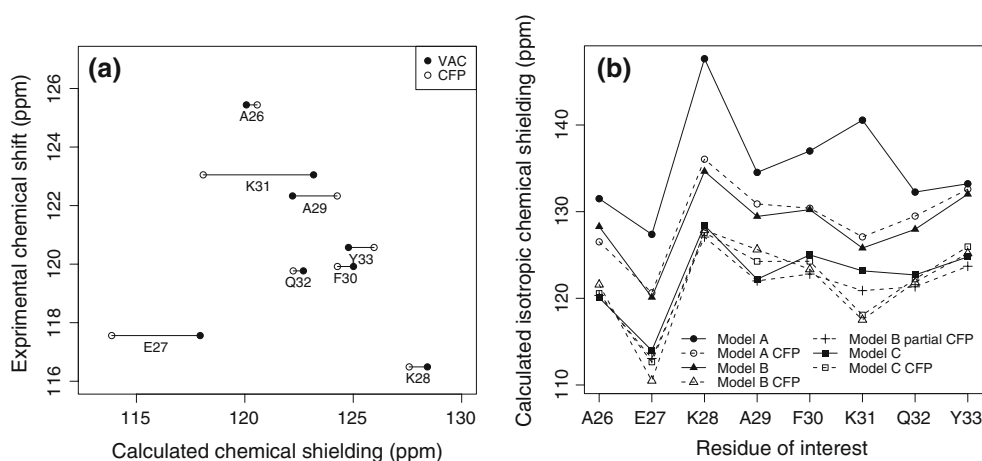 (a)
VAC
CFP
Exprimental chemical shift (ppm)
126
124
122
120
118
116
A26
K31
A29
Y33
Q32
F30
E27
K28
115
120
125
130
Calculated chemical shielding (ppm)
(b)
Calculated isotropic chemical shielding (ppm)
140
130
120
110
Model A
Model A CFP
Model B
Model B CFP
Model B partial CFP
Model C
Model C CFP
A26
E27
K28
A29
F30
K31
Q32
Y33
Residue of interest